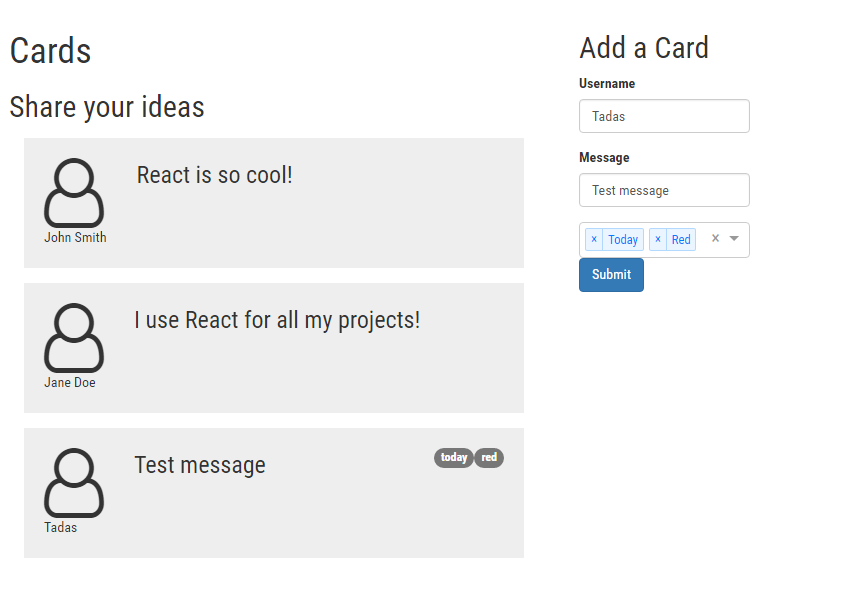 Cards
Share your ideas
React is so cool!
John Smith
I use React for all my projects!
Jane Doe
Test message
today red
Tadas
Add a Card
Username
Tadas
Message
Test message
× Today × Red ×
Submit